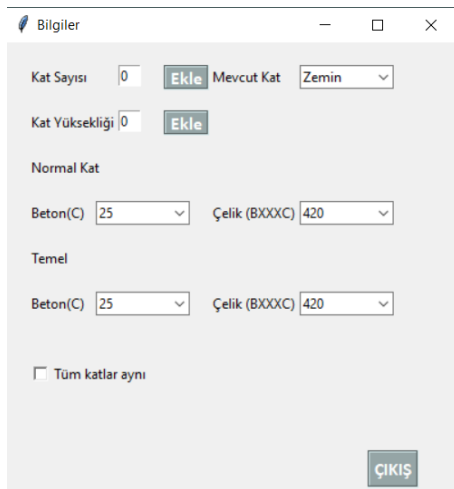 Bilgiler
Kat Sayısı 0 Ekle Mevcut Kat Zemin
Kat Yüksekliği 0 Ekle
Normal Kat
Beton(C) 25 Çelik (BXXXC) 420
Temel
Beton(C) 25 Çelik (BXXXC) 420
Tüm katlar aynı
ÇIKIŞ